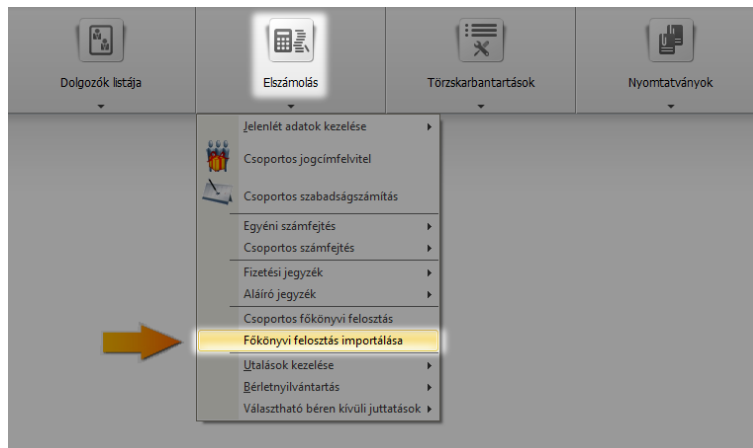 Dolgozók listája
Elszámolás
Törzskarbantartások
Nyomtatványok
Jelenlét adatok kezelése
Csoportos jogcímfelvitel
Csoportos szabadságszámítás
Egyéni számfejtés
Csoportos számfejtés
Fizetési jegyzék
Aláíró jegyzék
Csoportos főkönyvi felosztás
Főkönyvi felosztás importálása
Utalások kezelése
Bérletnyilvántartás
Választható béren kívüli juttatások